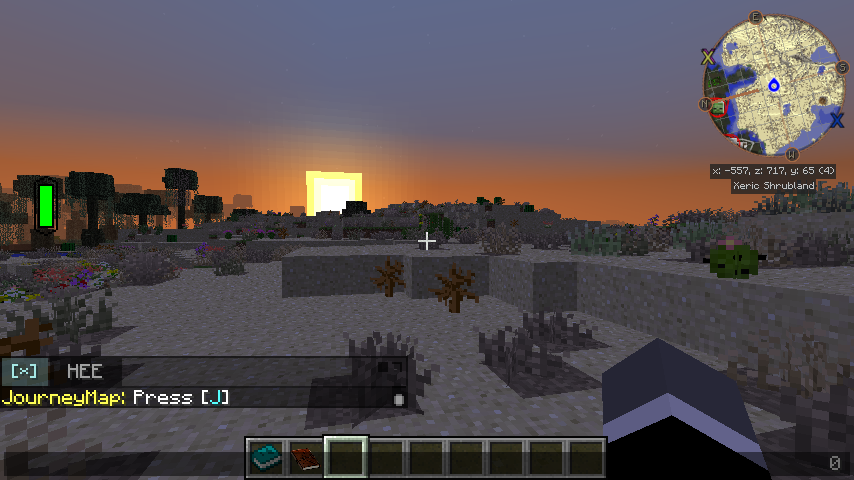 E
S
N
W
X
X
x: -557, z: 717, y: 65 (4)
Xeric Shrubland
[×] HEE
JourneyMap: Press [J]
0